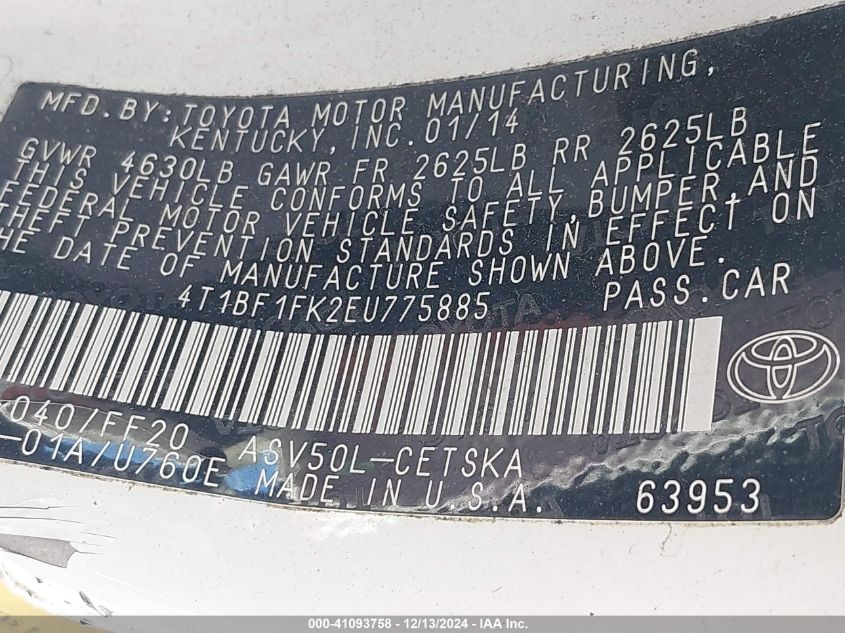 MFD.BY:TOYOTA MOTOR MANUFACTURING,
KENTUCKY,INC.01/14
GVWR 4630LB GAWR FR 2625LB RR 2625LB
THIS VEHICLE CONFORMS TO ALL APPLICABLE
FEDERAL MOTOR VEHICLE SAFETY,BUMPER,AND
THEFT PREVENTION STANDARDS IN EFFECT ON
HE DATE OF MANUFACTURE SHOWN ABOVE.
4T1BF1FK2EU775885 PASS.CAR
040/FF20
-01A/U760E ASV50L-CETSKA
MADE IN U.S.A. 63953
000-41093758 - 12/13/2024 - IAA Inc.